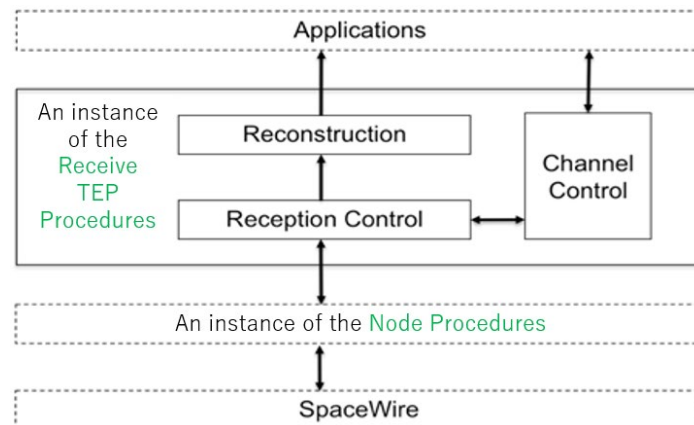 Applications
An instance
of the
Receive
TEP
Procedures
Reconstruction
Reception Control
Channel
Control
An instance of the Node Procedures
SpaceWire